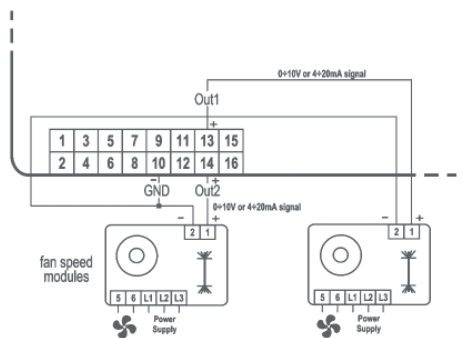 0÷10V or 4÷20mA signal
Out1
+
1 3 5 7 9 11 13 15
2 4 6 8 10 12 14 16
− +
GND Out2
0÷10V or 4÷20mA signal
− + − +
2 1 2 1
fan speed
modules
5 6 L1 L2 L3 5 6 L1 L2 L3
Power
Supply
Power
Supply